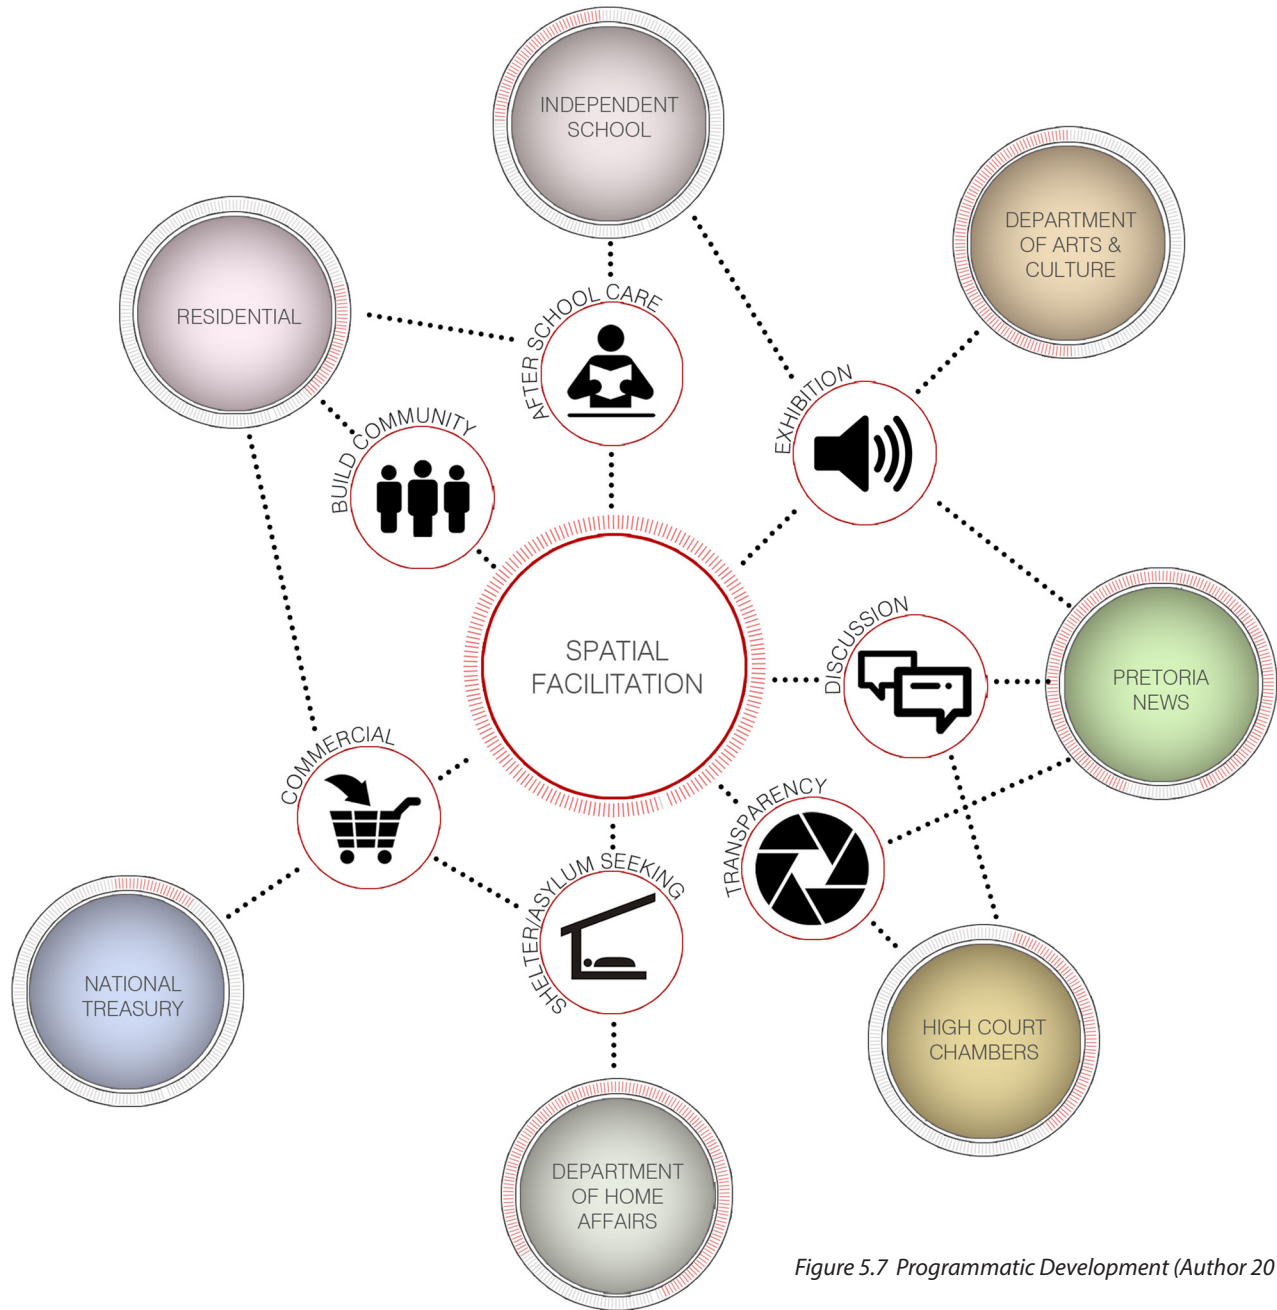 INDEPENDENT
SCHOOL
DEPARTMENT
OF ARTS &
CULTURE
RESIDENTIAL
AFTER SCHOOL CARE
EXHIBITION
BUILD COMMUNITY
SPATIAL
FACILITATION
DISCUSSION
PRETORIA
NEWS
COMMERCIAL
TRANSPARENCY
SHELTER/ASYLUM SEEKING
NATIONAL
TREASURY
HIGH COURT
CHAMBERS
DEPARTMENT
OF HOME
AFFAIRS
Figure 5.7 Programmatic Development (Author 20